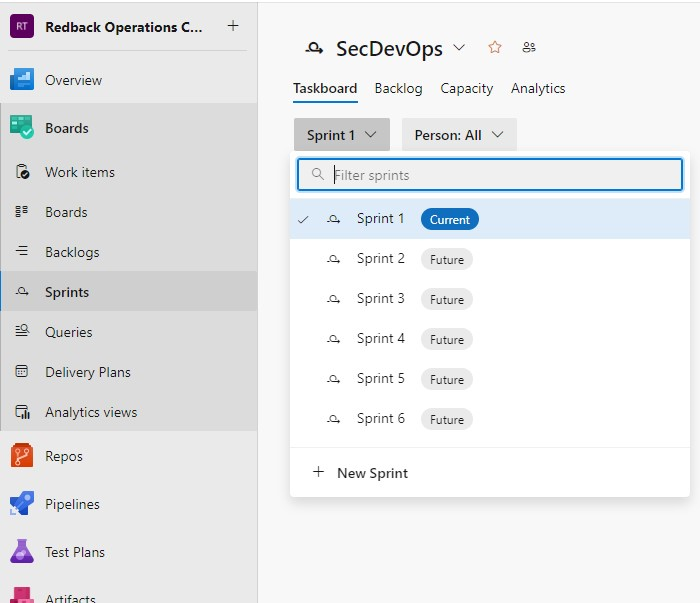 RT Redback Operations C... +
Overview
Boards
Work items
Boards
Backlogs
Sprints
Queries
Delivery Plans
Analytics views
Repos
Pipelines
Test Plans
Artifacts
SecDevOps
Taskboard Backlog Capacity Analytics
Sprint 1 Person: All
Filter sprints
Sprint 1 Current
Sprint 2 Future
Sprint 3 Future
Sprint 4 Future
Sprint 5 Future
Sprint 6 Future
+ New Sprint